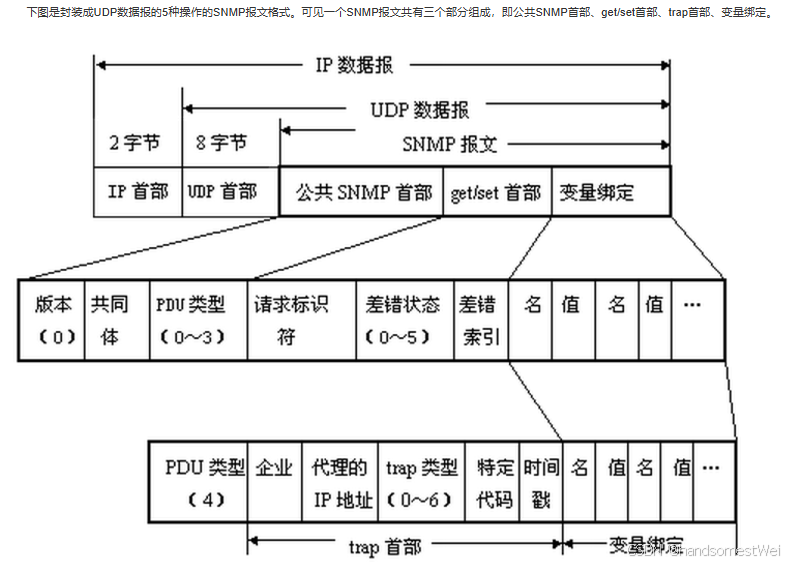 下图是封装成UDP数据报的5种操作的SNMP报文格式。可见一个SNMP报文共有三个部分组成，即公共SNMP首部、get/set首部、trap首部、变量绑定。
IP 数据报
UDP 数据报
2 字节 8 字节 SNMP 报文
IP 首部 UDP 首部 公共 SNMP 首部 get/set 首部 变量绑定
版本 共同 PDU 类型 请求标识 差错状态 差错 名 值 名 值 …
（0） 体 （0～3） 符 （0～5） 索引
PDU 类型 企业 代理的 trap 类型 特定 时间 名 值 名 值 …
（4） IP 地址 （0～6） 代码 戳
trap 首部 变量绑定
CSDN @handsomestWei